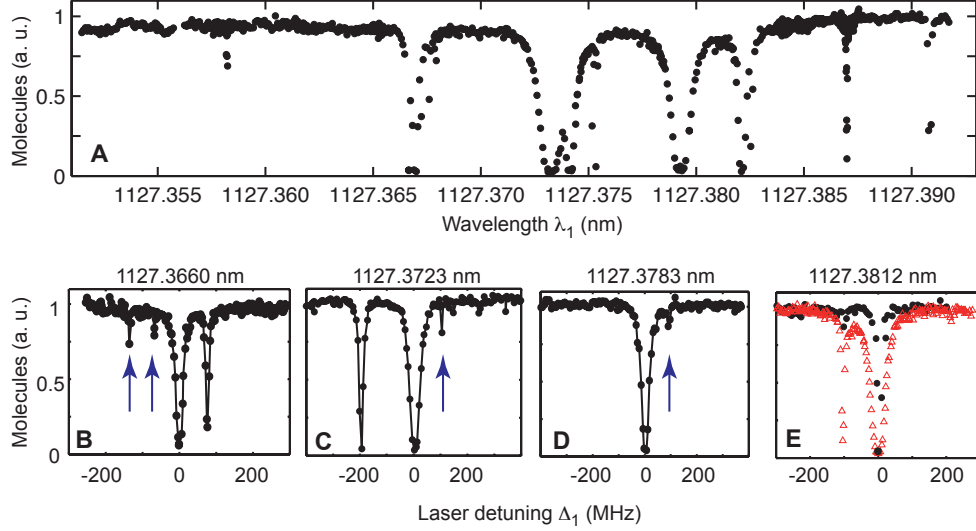 Molecules (a. u.)
1
0.5
0
A
1127.355 1127.360 1127.365 1127.370 1127.375 1127.380 1127.385 1127.390
Wavelength λ1 (nm)
1127.3660 nm 1127.3723 nm 1127.3783 nm 1127.3812 nm
Molecules (a. u.)
1
0.5
0
B C D E
-200 0 200 -200 0 200 -200 0 200 -200 0 200
Laser detuning Δ1 (MHz)